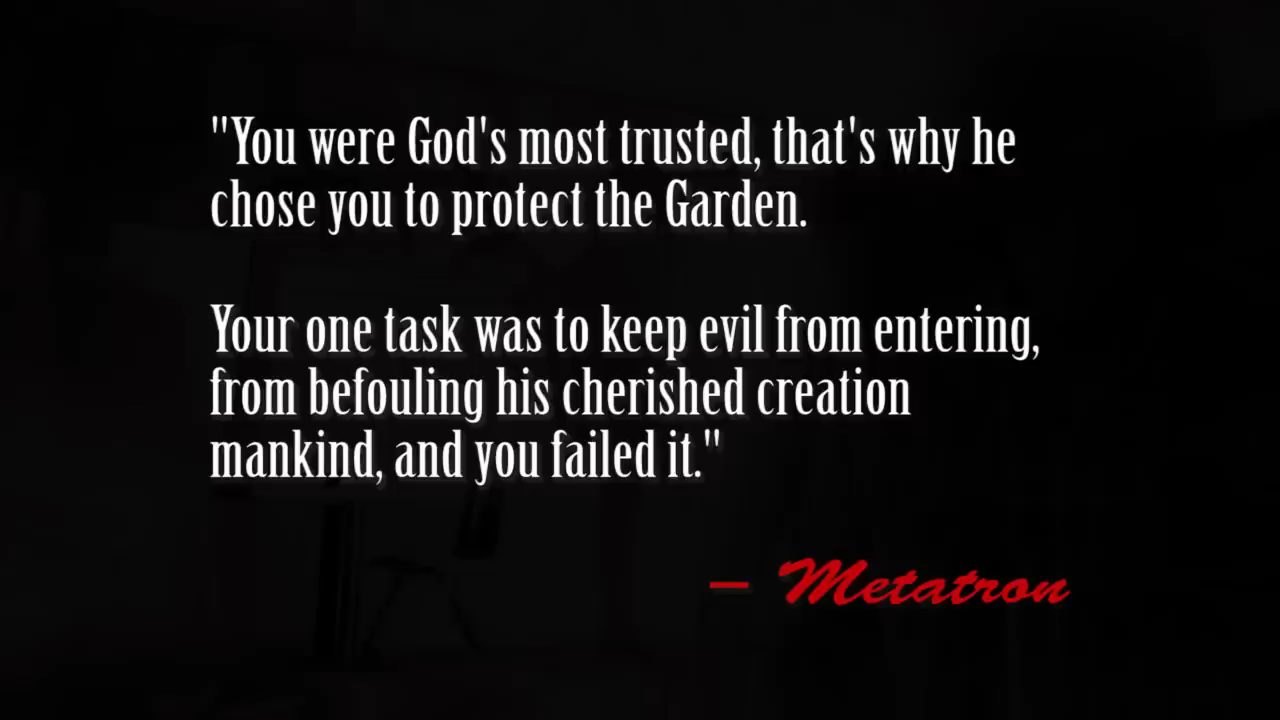 "You were God's most trusted, that's why he
chose you to protect the Garden.
Your one task was to keep evil from entering,
from befouling his cherished creation
mankind, and you failed it."
– Metatron